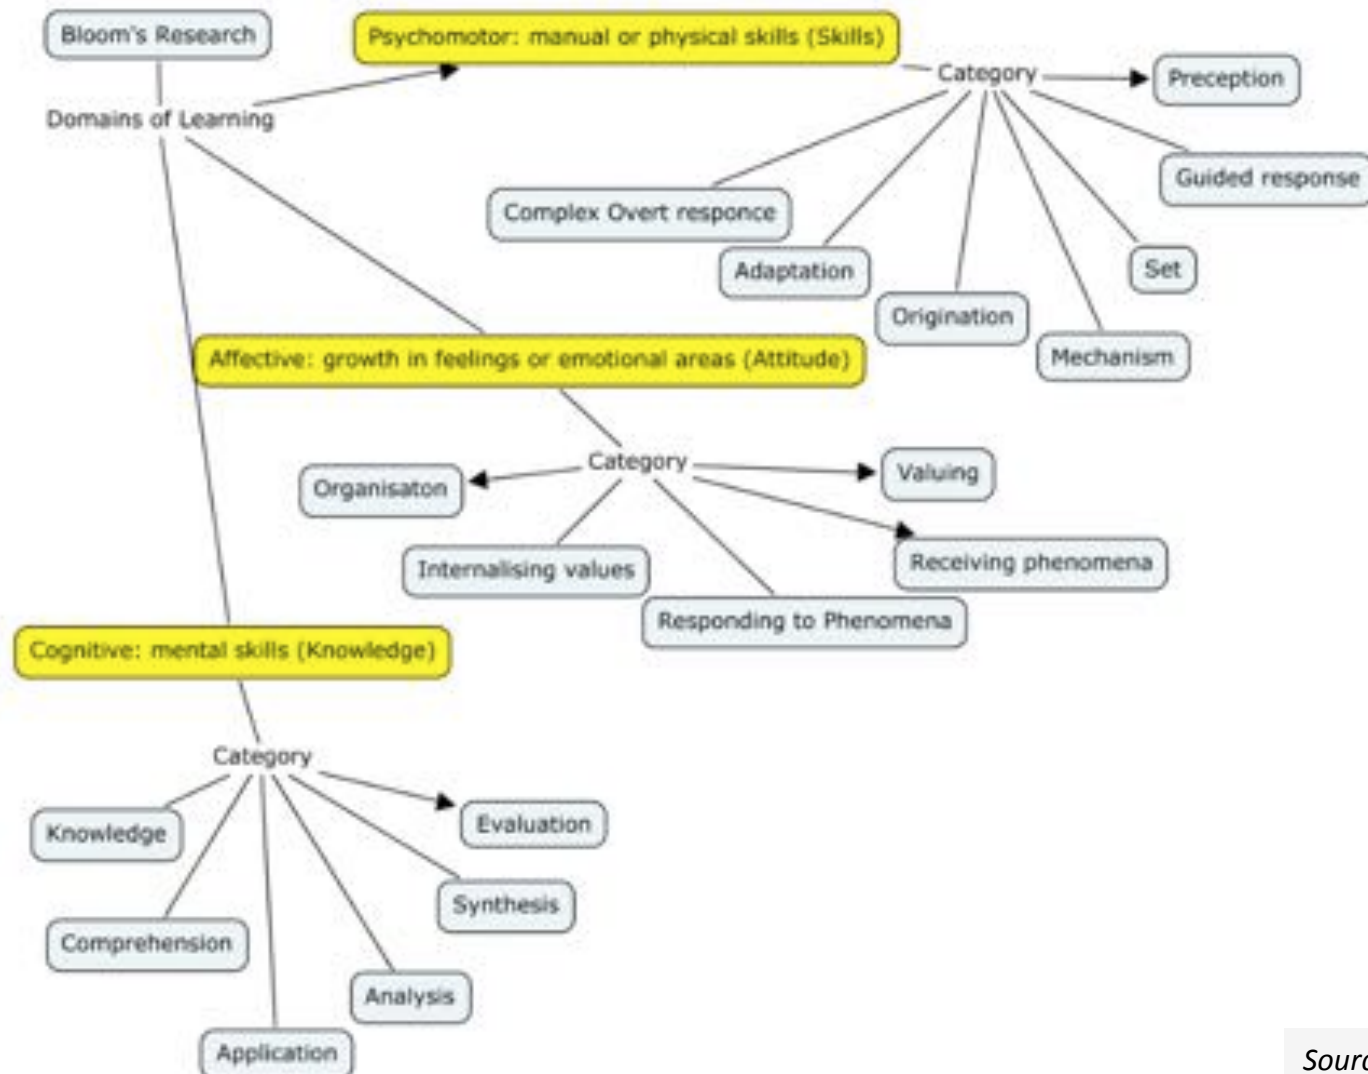 Bloom's Research
Psychomotor: manual or physical skills (Skills)
Category
Preception
Domains of Learning
Guided response
Complex Overt responce
Adaptation
Set
Origination
Mechanism
Affective: growth in feelings or emotional areas (Attitude)
Category
Valuing
Organisaton
Receiving phenomena
Internalising values
Responding to Phenomena
Cognitive: mental skills (Knowledge)
Category
Evaluation
Knowledge
Synthesis
Comprehension
Analysis
Application